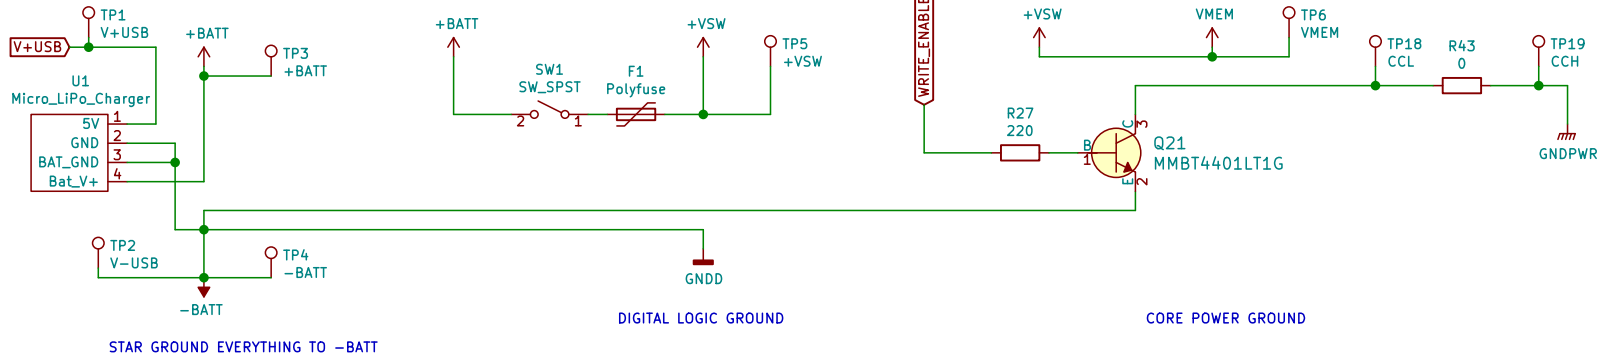 TP1
V+USB
V+USB
U1
Micro_LiPo_Charger
5V 1
GND 2
BAT_GND 3
Bat_V+ 4
+BATT
TP3
+BATT
TP2
V-USB
TP4
-BATT
-BATT
STAR GROUND EVERYTHING TO -BATT
+BATT
SW1
SW_SPST
2 1
F1
Polyfuse
+VSW
TP5
+VSW
GNDD
DIGITAL LOGIC GROUND
WRITE_ENABLE
R27
220
B
1
C
3
E
2
Q21
MMBT4401LT1G
+VSW
VMEM
TP6
VMEM
TP18
CCL
R43
0
TP19
CCH
GNDPWR
CORE POWER GROUND